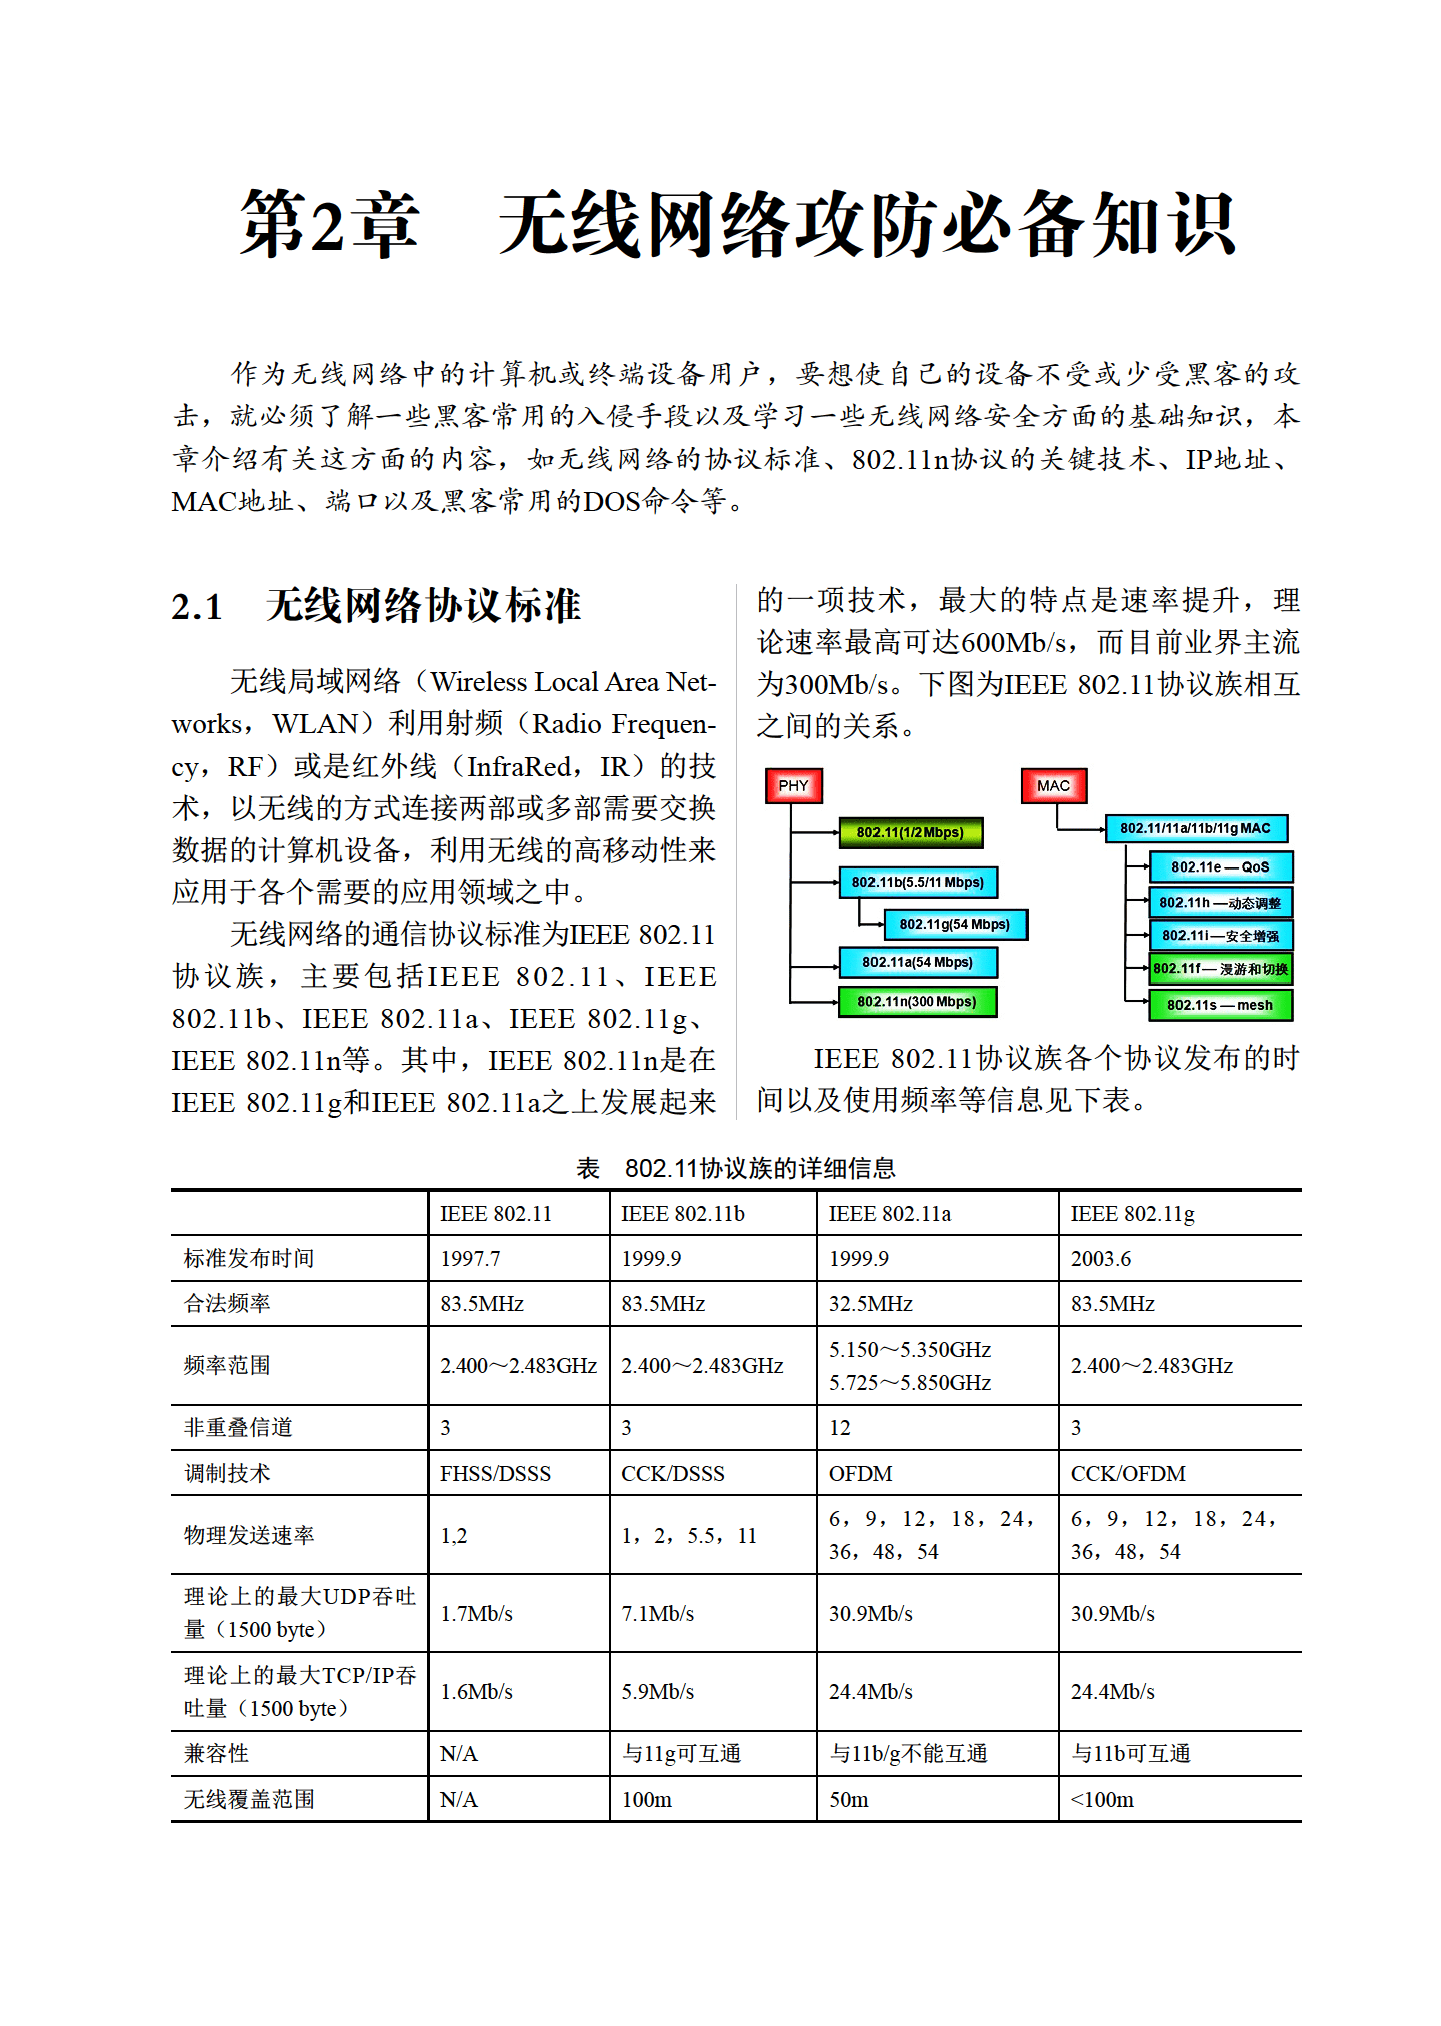 第2章　无线网络攻防必备知识
作为无线网络中的计算机或终端设备用户，要想使自己的设备不受或少受黑客的攻
击，就必须了解一些黑客常用的入侵手段以及学习一些无线网络安全方面的基础知识，本
章介绍有关这方面的内容，如无线网络的协议标准、802.11n协议的关键技术、IP地址、
MAC地址、端口以及黑客常用的DOS命令等。
2.1　无线网络协议标准
无线局域网络（Wireless Local Area Net-
works，WLAN）利用射频（Radio Frequen-
cy，RF）或是红外线（InfraRed，IR）的技
术，以无线的方式连接两部或多部需要交换
数据的计算机设备，利用无线的高移动性来
应用于各个需要的应用领域之中。
无线网络的通信协议标准为IEEE 802.11
协议族，主要包括IEEE 802.11、IEEE
802.11b、IEEE 802.11a、IEEE 802.11g、
IEEE 802.11n等。其中，IEEE 802.11n是在
IEEE 802.11g和IEEE 802.11a之上发展起来
的一项技术，最大的特点是速率提升，理
论速率最高可达600Mb/s，而目前业界主流
为300Mb/s。下图为IEEE 802.11协议族相互
之间的关系。
PHY
802.11(1/2Mbps)
802.11b(5.5/11 Mbps)
802.11g(54 Mbps)
802.11a(54 Mbps)
802.11n(300 Mbps)
MAC
802.11/11a/11b/11g MAC
802.11e — QoS
802.11h —动态调整
802.11i —安全增强
802.11f — 漫游和切换
802.11s — mesh
IEEE 802.11协议族各个协议发布的时
间以及使用频率等信息见下表。
表　802.11协议族的详细信息
IEEE 802.11 IEEE 802.11b IEEE 802.11a IEEE 802.11g
标准发布时间 1997.7 1999.9 1999.9 2003.6
合法频率 83.5MHz 83.5MHz 32.5MHz 83.5MHz
频率范围 2.400～2.483GHz 2.400～2.483GHz 5.150～5.350GHz
5.725～5.850GHz 2.400～2.483GHz
非重叠信道 3 3 12 3
调制技术 FHSS/DSSS CCK/DSSS OFDM CCK/OFDM
物理发送速率 1,2 1，2，5.5，11 6，9，12，18，24，
36，48，54 6，9，12，18，24，
36，48，54
理论上的最大UDP吞吐
量（1500 byte） 1.7Mb/s 7.1Mb/s 30.9Mb/s 30.9Mb/s
理论上的最大TCP/IP吞
吐量（1500 byte） 1.6Mb/s 5.9Mb/s 24.4Mb/s 24.4Mb/s
兼容性 N/A 与11g可互通 与11b/g不能互通 与11b可互通
无线覆盖范围 N/A 100m 50m <100m